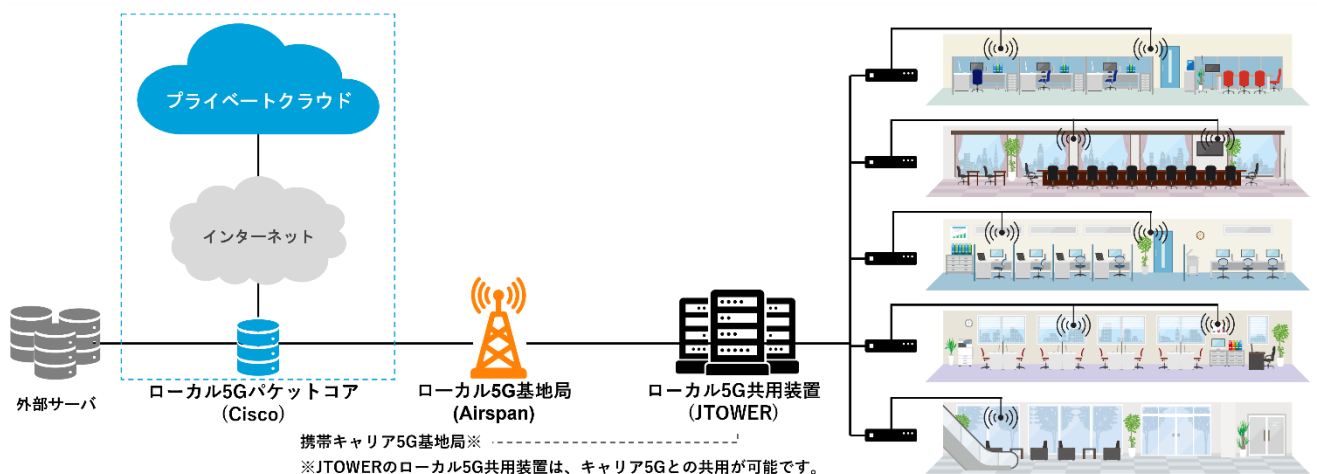 プライベートクラウド
インターネット
外部サーバ
ローカル5Gパケットコア
(Cisco)
ローカル5G基地局
(Airspan)
ローカル5G共用装置
(JTOWER)
携帯キャリア5G基地局※
※JTOWERのローカル5G共用装置は、キャリア5Gとの共用が可能です。